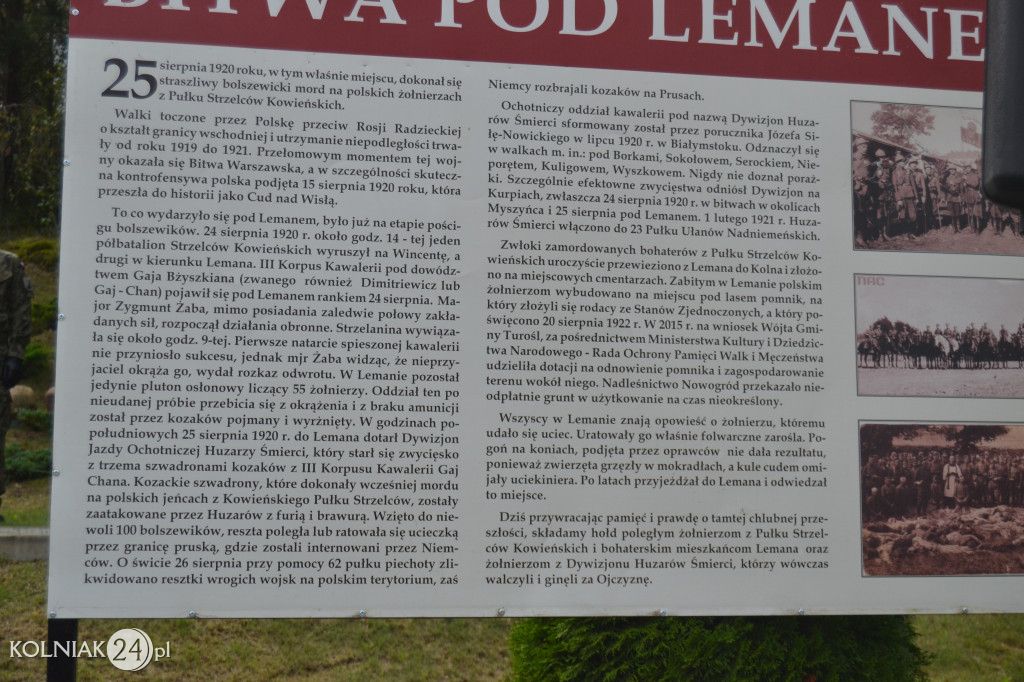 BITWA POD LEMANE
25 sierpnia 1920 roku, w tym właśnie miejscu, dokonał się
straszliwy bolszewicki mord na polskich żołnierzach
z Pułku Strzelców Kowieńskich.
Walki toczone przez Polskę przeciw Rosji Radzieckiej
o kształt granicy wschodniej i utrzymanie niepodległości trwa-
ły od roku 1919 do 1921. Przełomowym momentem tej woj-
ny okazała się Bitwa Warszawska, a w szczególności skutecz-
na kontrofensywa polska podjęta 15 sierpnia 1920 roku, która
przeszła do historii jako Cud nad Wisłą.
To co wydarzyło się pod Lemanem, było już na etapie pości-
gu bolszewików. 24 sierpnia 1920 r. około godz. 14 - tej jeden
półbatalion Strzelców Kowieńskich wyruszył na Wincentę, a
drugi w kierunku Lemana. III Korpus Kawalerii pod dowódz-
twem Gaja Bżyszkiana (zwanego również Dimitriewicz lub
Gaj - Chan) pojawił się pod Lemanem rankiem 24 sierpnia. Ma-
jor Zygmunt Żaba, mimo posiadania zaledwie połowy zakła-
danych sił, rozpoczął działania obronne. Strzelanina wywiąza-
ła się około godz. 9-tej. Pierwsze natarcie spieszonej kawalerii
nie przyniosło sukcesu, jednak mjr Żaba widząc, że nieprzy-
jaciel okrąża go, wydał rozkaz odwrotu. W Lemanie pozostał
jedynie pluton osłonowy liczący 55 żołnierzy. Oddział ten po
nieudanej próbie przebicia się z okrążenia i z braku amunicji
został przez kozaków pojmany i wyrżnięty. W godzinach po-
południowych 25 sierpnia 1920 r. do Lemana dotarł Dywizjon
Jazdy Ochotniczej Huzarzy Śmierci, który starł się zwycięsko
z trzema szwadronami kozaków z III Korpusu Kawalerii Gaj
Chana. Kozackie szwadrony, które dokonały wcześniej mordu
na polskich jeńcach z Kowieńskiego Pułku Strzelców, zostały
zaatakowane przez Huzarów z furią i brawurą. Wzięto do nie-
woli 100 bolszewików, reszta poległa lub ratowała się ucieczką
przez granicę pruską, gdzie zostali internowani przez Niem-
ców. O świcie 26 sierpnia przy pomocy 62 pułku piechoty zli-
kwidowano resztki wrogich wojsk na polskim terytorium, zaś
Niemcy rozbrajali kozaków na Prusach.
Ochotniczy oddział kawalerii pod nazwą Dywizjon Huza-
rów Śmierci sformowany został przez porucznika Józefa Si-
łę-Nowickiego w lipcu 1920 r. w Białymstoku. Odznaczył się
w walkach m. in.: pod Borkami, Sokołowem, Serockiem, Nie-
porętem, Kuligowem, Wyszkowem. Nigdy nie doznał poraż-
ki. Szczególnie efektowne zwycięstwa odniósł Dywizjon na
Kurpiach, zwłaszcza 24 sierpnia 1920 r. w bitwach w okolicach
Myszyńca i 25 sierpnia pod Lemanem. 1 lutego 1921 r. Huza-
rów Śmierci włączono do 23 Pułku Ułanów Nadniemeńskich.
Zwłoki zamordowanych bohaterów z Pułku Strzelców Ko-
wieńskich uroczyście przewieziono z Lemana do Kolna i złożo-
no na miejscowych cmentarzach. Zabitym w Lemanie polskim
żołnierzom wybudowano na miejscu pod lasem pomnik, na
który złożyli się rodacy ze Stanów Zjednoczonych, a który po-
święcono 20 sierpnia 1922 r. W 2015 r. na wniosek Wójta Gmi-
ny Turośl, za pośrednictwem Ministerstwa Kultury i Dziedzic-
twa Narodowego - Rada Ochrony Pamięci Walk i Męczeństwa
udzieliła dotacji na odnowienie pomnika i zagospodarowanie
terenu wokół niego. Nadleśnictwo Nowogród przekazało nie-
odpłatnie grunt w użytkowanie na czas nieokreślony.
Wszyscy w Lemanie znają opowieść o żołnierzu, któremu
udało się uciec. Uratowały go właśnie folwarczne zarośla. Po-
goń na koniach, podjęta przez oprawców nie dała rezultatu,
ponieważ zwierzęta grzęzły w mokradłach, a kule cudem omi-
jały uciekiniera. Po latach przyjeżdżał do Lemana i odwiedzał
to miejsce.
Dziś przywracając pamięć i prawdę o tamtej chlubnej prze-
szłości, składamy hołd poległym żołnierzom z Pułku Strzel-
ców Kowieńskich i bohaterskim mieszkańcom Lemana oraz
żołnierzom z Dywizjonu Huzarów Śmierci, którzy wówczas
walczyli i ginęli za Ojczyznę.
NAC
KOLNIAK24.pl